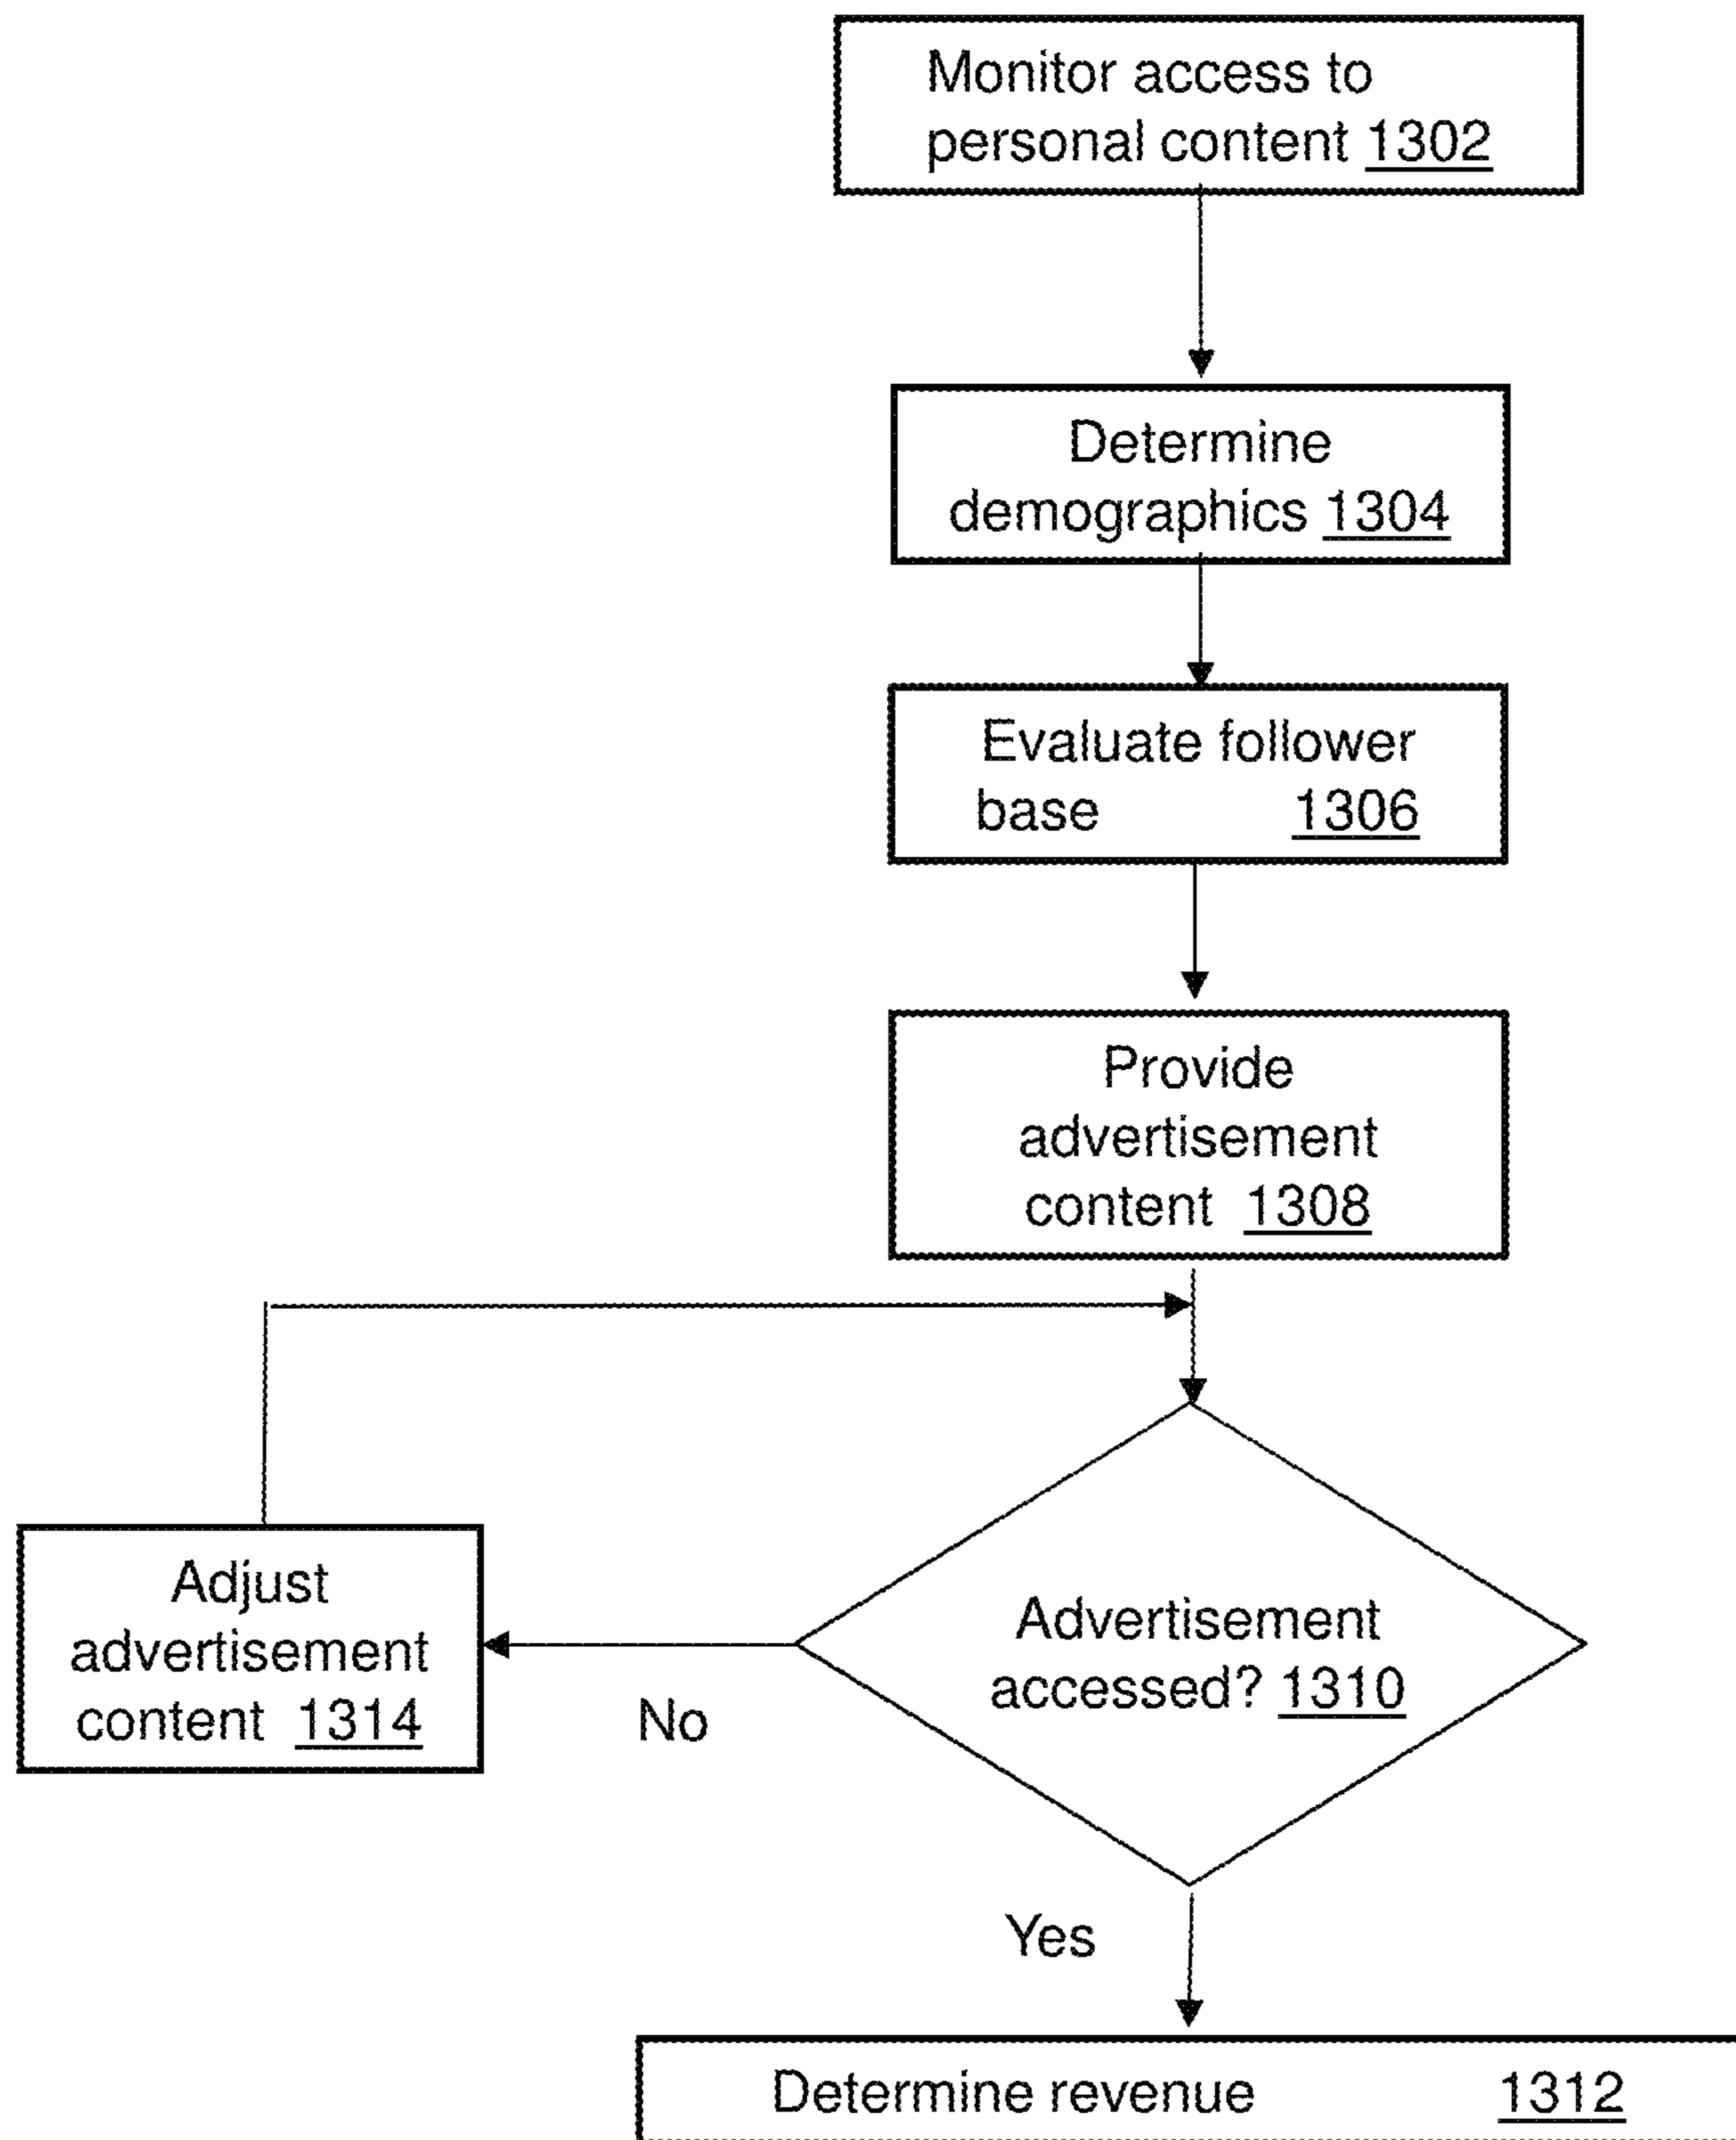 Monitor access to
personal content 1302
Determine
demographics 1304
Evaluate follower
base 1306
Provide
advertisement
content 1308
Adjust
advertisement
content 1314
No
Advertisement
accessed? 1310
Yes
Determine revenue 1312